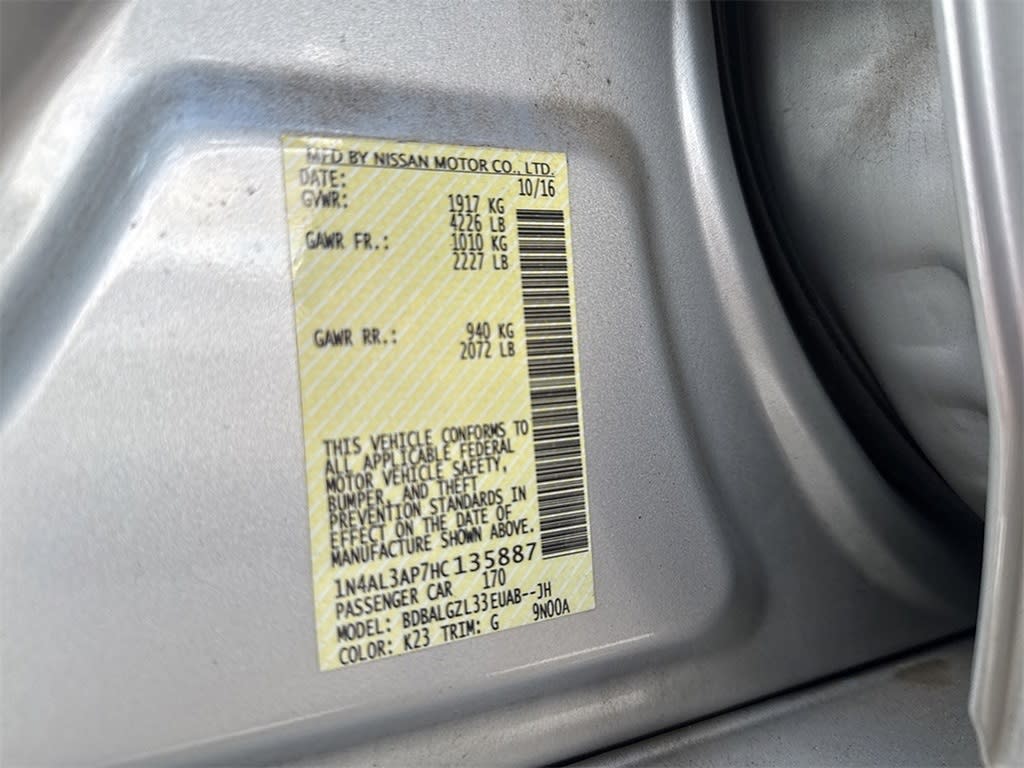 MFD BY NISSAN MOTOR CO., LTD.
DATE: 10/16
GVWR: 1917 KG
4226 LB
GAWR FR.: 1010 KG
2227 LB
GAWR RR.: 940 KG
2072 LB
THIS VEHICLE CONFORMS TO
ALL APPLICABLE FEDERAL
MOTOR VEHICLE SAFETY,
BUMPER, AND THEFT
PREVENTION STANDARDS IN
EFFECT ON THE DATE OF
MANUFACTURE SHOWN ABOVE.
1N4AL3AP7HC135887
PASSENGER CAR 170
MODEL: BDBALGZL33EUAB--JH
COLOR: K23 TRIM: G 9N00A